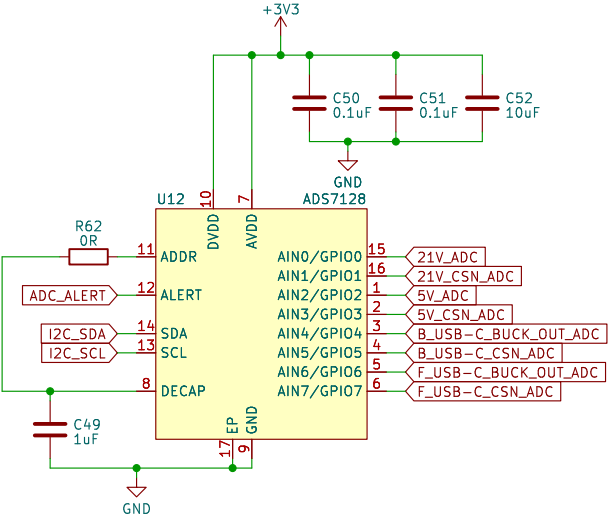 +3V3
C50
0.1uF
C51
0.1uF
C52
10uF
GND
U12
ADS7128
10
7
DVDD
AVDD
R62
0R
11
ADDR
AIN0/GPIO0
15
21V_ADC
AIN1/GPIO1
16
21V_CSN_ADC
ADC_ALERT
12
ALERT
AIN2/GPIO2
1
5V_ADC
AIN3/GPIO3
2
5V_CSN_ADC
I2C_SDA
14
SDA
AIN4/GPIO4
3
B_USB-C_BUCK_OUT_ADC
I2C_SCL
13
SCL
AIN5/GPIO5
4
B_USB-C_CSN_ADC
AIN6/GPIO6
5
F_USB-C_BUCK_OUT_ADC
8
DECAP
AIN7/GPIO7
6
F_USB-C_CSN_ADC
C49
1uF
EP
GND
17
9
GND